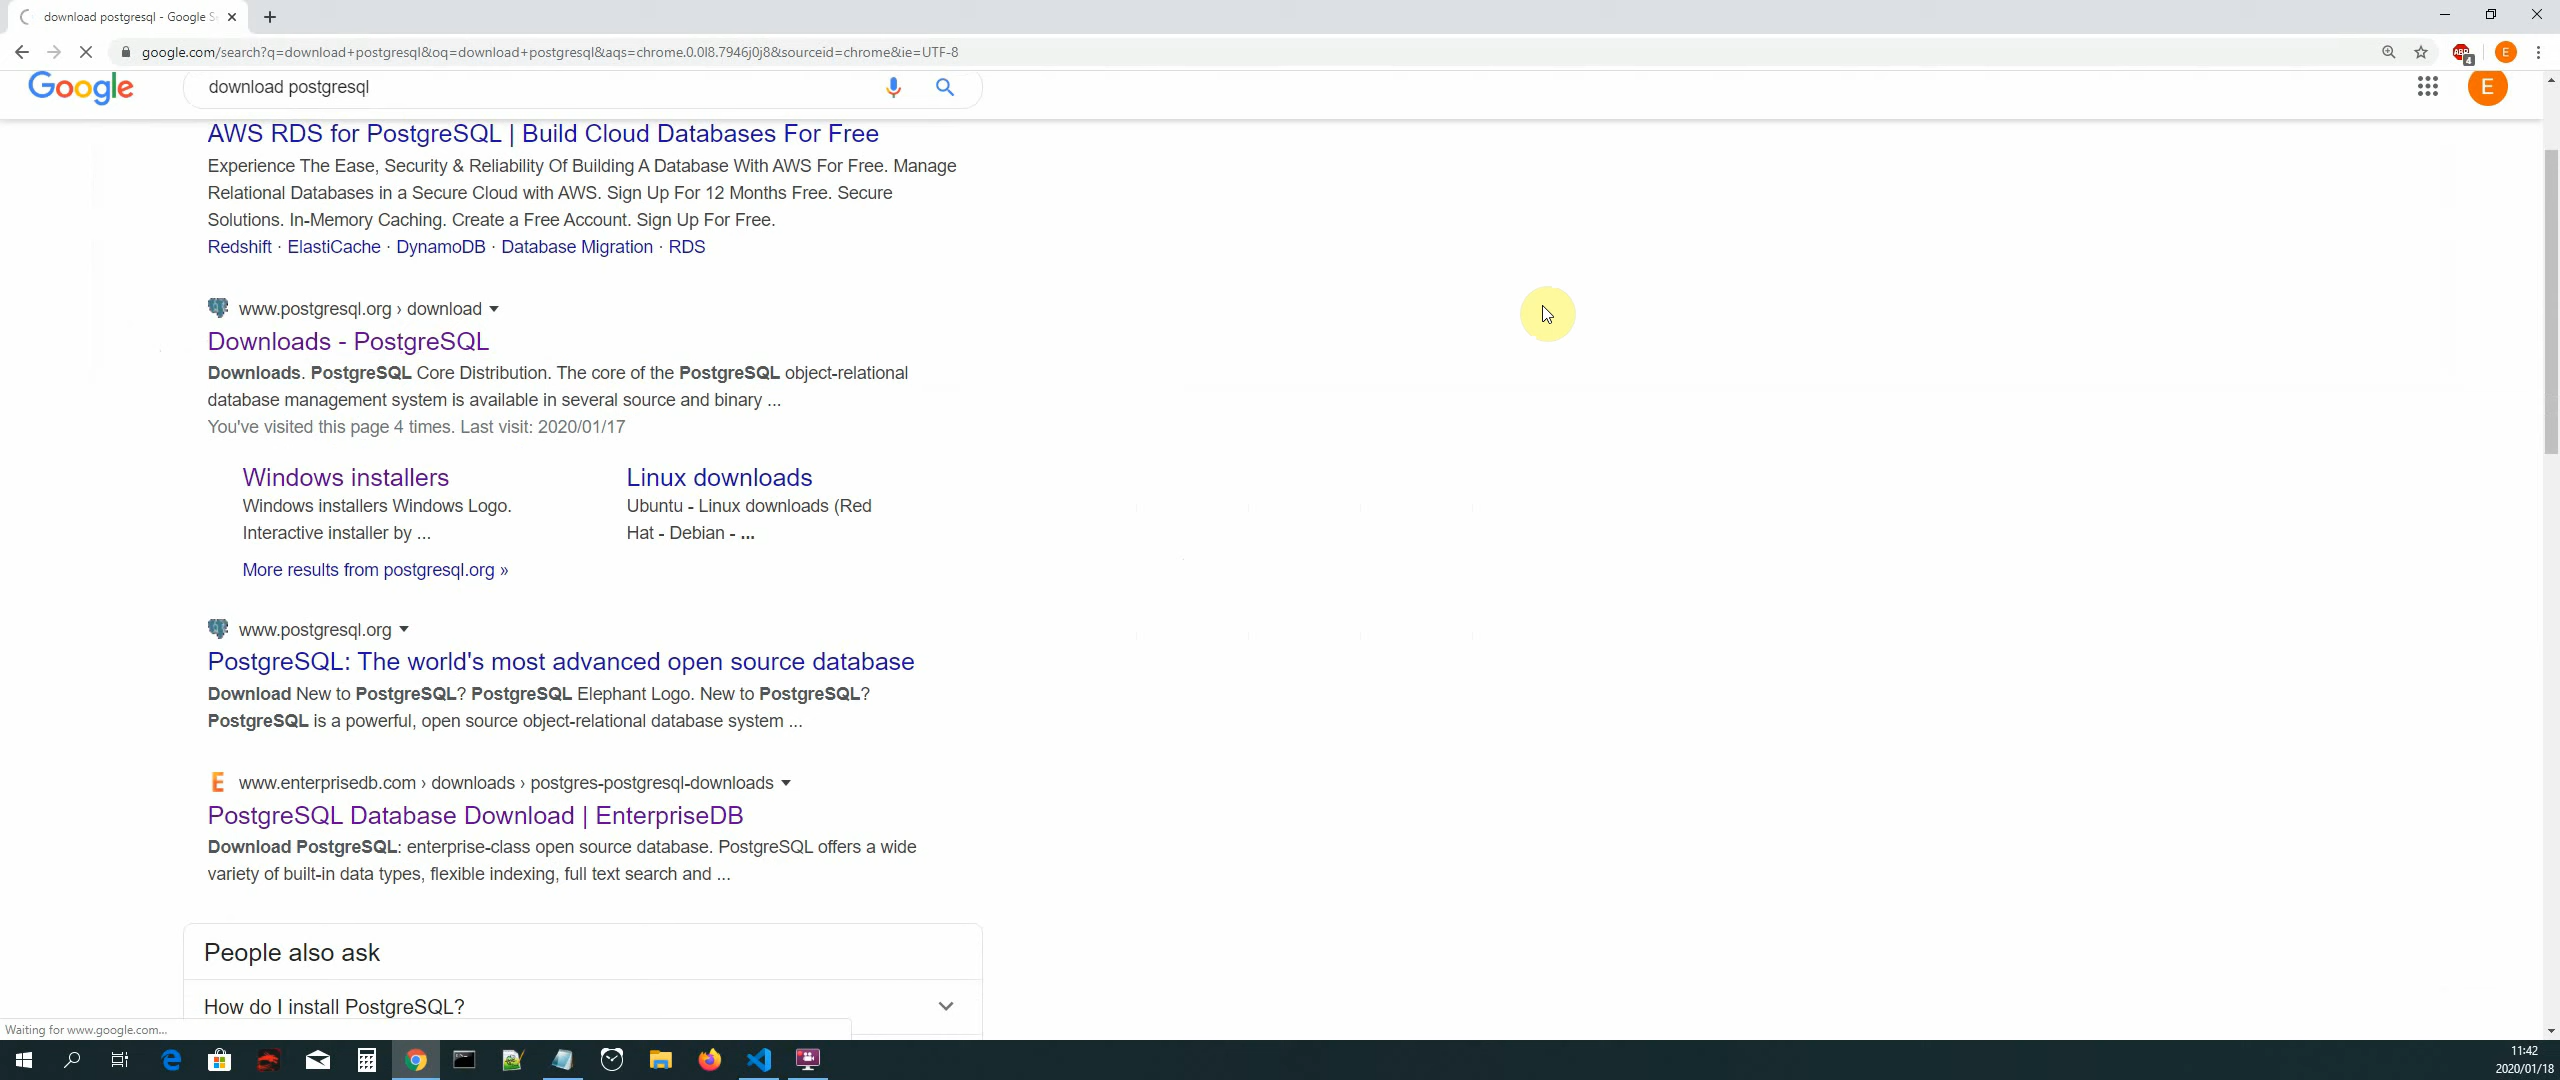 download postgresql - Google S
google.com/search?q=download+postgresql&oq=download+postgresql&aqs=chrome.0.0l8.7946j0j8&sourceid=chrome&ie=UTF-8
ABP
4
E
Google
download postgresql
E
AWS RDS for PostgreSQL | Build Cloud Databases For Free
Experience The Ease, Security & Reliability Of Building A Database With AWS For Free. Manage
Relational Databases in a Secure Cloud with AWS. Sign Up For 12 Months Free. Secure
Solutions. In-Memory Caching. Create a Free Account. Sign Up For Free.
Redshift · ElastiCache · DynamoDB · Database Migration · RDS
www.postgresql.org › download
Downloads - PostgreSQL
Downloads. PostgreSQL Core Distribution. The core of the PostgreSQL object-relational
database management system is available in several source and binary ...
You've visited this page 4 times. Last visit: 2020/01/17
Windows installers
Windows installers Windows Logo.
Interactive installer by ...
Linux downloads
Ubuntu - Linux downloads (Red
Hat - Debian - ...
More results from postgresql.org »
www.postgresql.org
PostgreSQL: The world's most advanced open source database
Download New to PostgreSQL? PostgreSQL Elephant Logo. New to PostgreSQL?
PostgreSQL is a powerful, open source object-relational database system ...
www.enterprisedb.com › downloads › postgres-postgresql-downloads
PostgreSQL Database Download | EnterpriseDB
Download PostgreSQL: enterprise-class open source database. PostgreSQL offers a wide
variety of built-in data types, flexible indexing, full text search and ...
People also ask
How do I install PostgreSQL?
Waiting for www.google.com...
11:42
2020/01/18